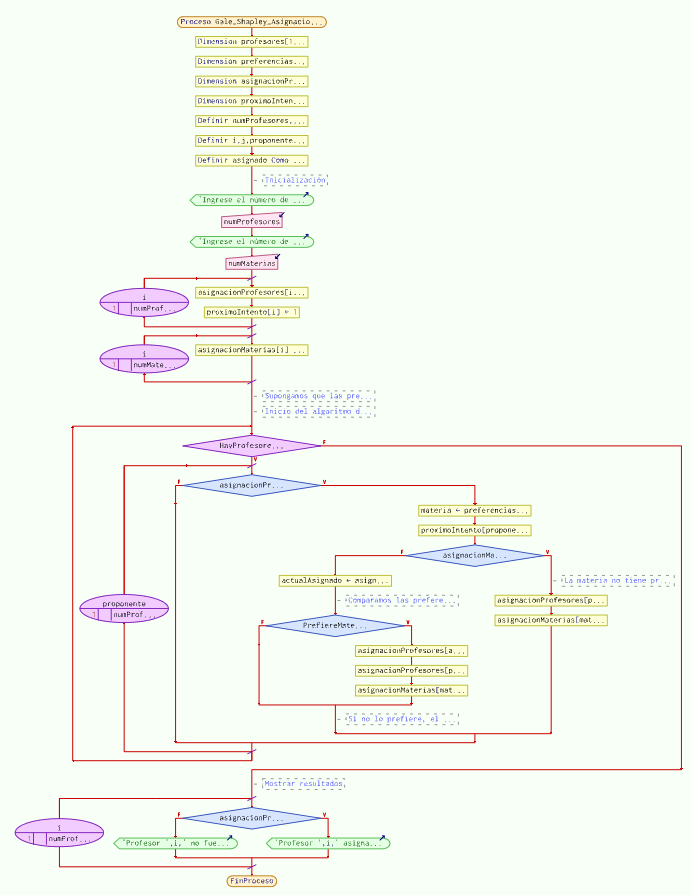 Proceso Gale_Shapley_Asignacio...
Dimension profesores[1...
Dimension preferencias...
Dimension asignacionPr...
Dimension proximoInten...
Definir numProfesores,...
Definir i,j,proponente...
Definir asignado Como ...
Inicialización
'Ingrese el número de ...
numProfesores
'Ingrese el número de ...
numMaterias
i
1 numProf...
asignacionProfesores[i...
proximoIntento[i] ← 1
i
1 numMate...
asignacionMaterias[i] ...
Supongamos que las pre...
Inicio del algoritmo d...
HayProfesore...
F
V
asignacionPr...
F
V
materia ← preferencias...
proximoIntento[propone...
asignacionMa...
F
V
actualAsignado ← asign...
La materia no tiene pr...
Comparamos las prefere...
asignacionProfesores[p...
proponente
1 numProf...
asignacionMaterias[mat...
PrefiereMate...
F
V
asignacionProfesores[a...
asignacionProfesores[p...
asignacionMaterias[mat...
Si no lo prefiere, el ...
Mostrar resultados
asignacionPr...
F
V
i
1 numProf...
'Profesor ',i,' no fue...
'Profesor ',i,' asigna...
FinProceso